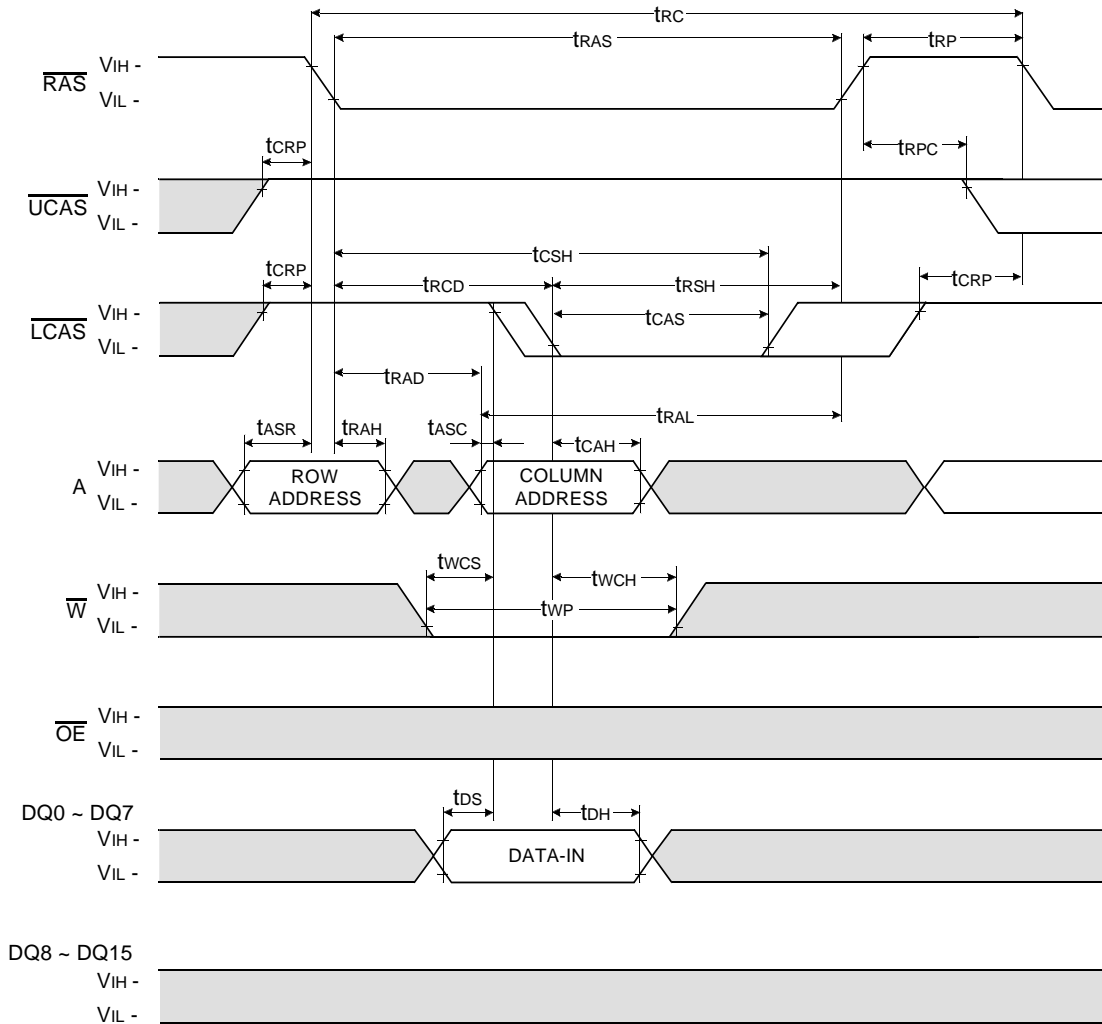 tRC
tRAS
tRP
RAS
VIH -
VIL -
tCRP
tRPC
UCAS
VIH -
VIL -
tCSH
tCRP
tRCD
tRSH
tCRP
LCAS
VIH -
VIL -
tCAS
tRAD
tRAL
tASR
tRAH
tASC
tCAH
A
VIH -
VIL -
ROW
ADDRESS
COLUMN
ADDRESS
tWCS
tWCH
W
VIH -
VIL -
tWP
OE
VIH -
VIL -
tDS
tDH
DQ0 ~ DQ7
VIH -
VIL -
DATA-IN
DQ8 ~ DQ15
VIH -
VIL -